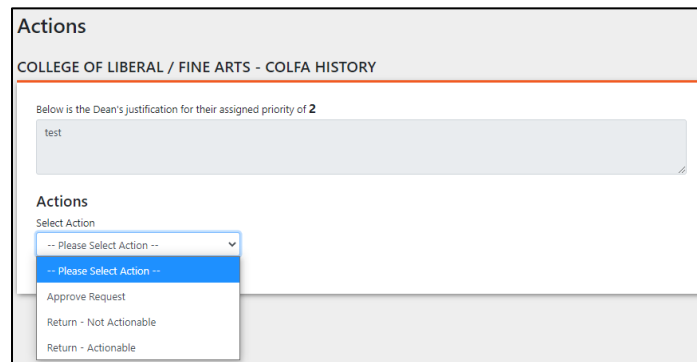 Actions
COLLEGE OF LIBERAL / FINE ARTS - COLFA HISTORY
Below is the Dean's justification for their assigned priority of 2
test
Actions
Select Action
-- Please Select Action --
-- Please Select Action --
Approve Request
Return - Not Actionable
Return - Actionable